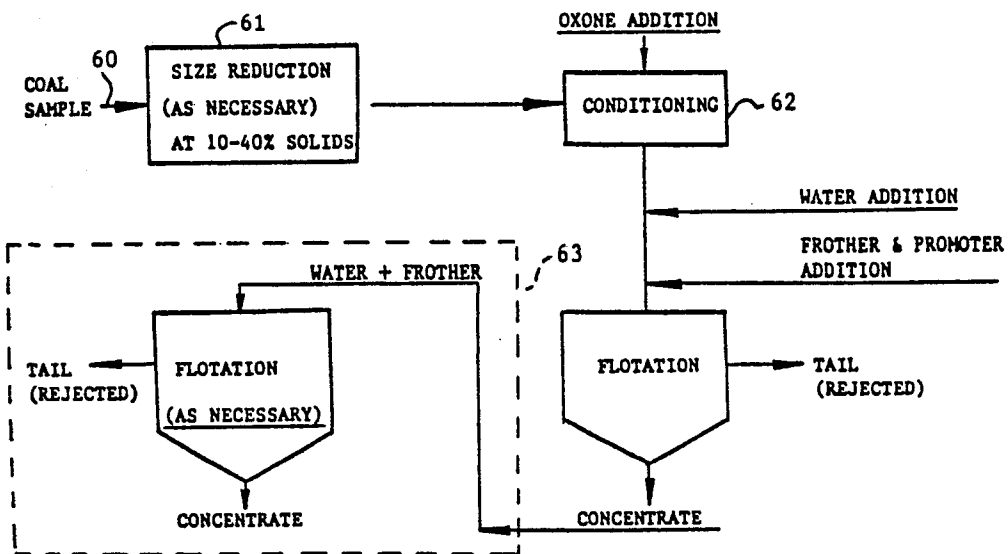 61
60
COAL
SAMPLE
SIZE REDUCTION
(AS NECESSARY)
AT 10-40% SOLIDS
OXONE ADDITION
CONDITIONING
62
WATER ADDITION
FROTHER & PROMOTER
ADDITION
FLOTATION
TAIL
(REJECTED)
CONCENTRATE
63
WATER + FROTHER
FLOTATION
(AS NECESSARY)
TAIL
(REJECTED)
CONCENTRATE